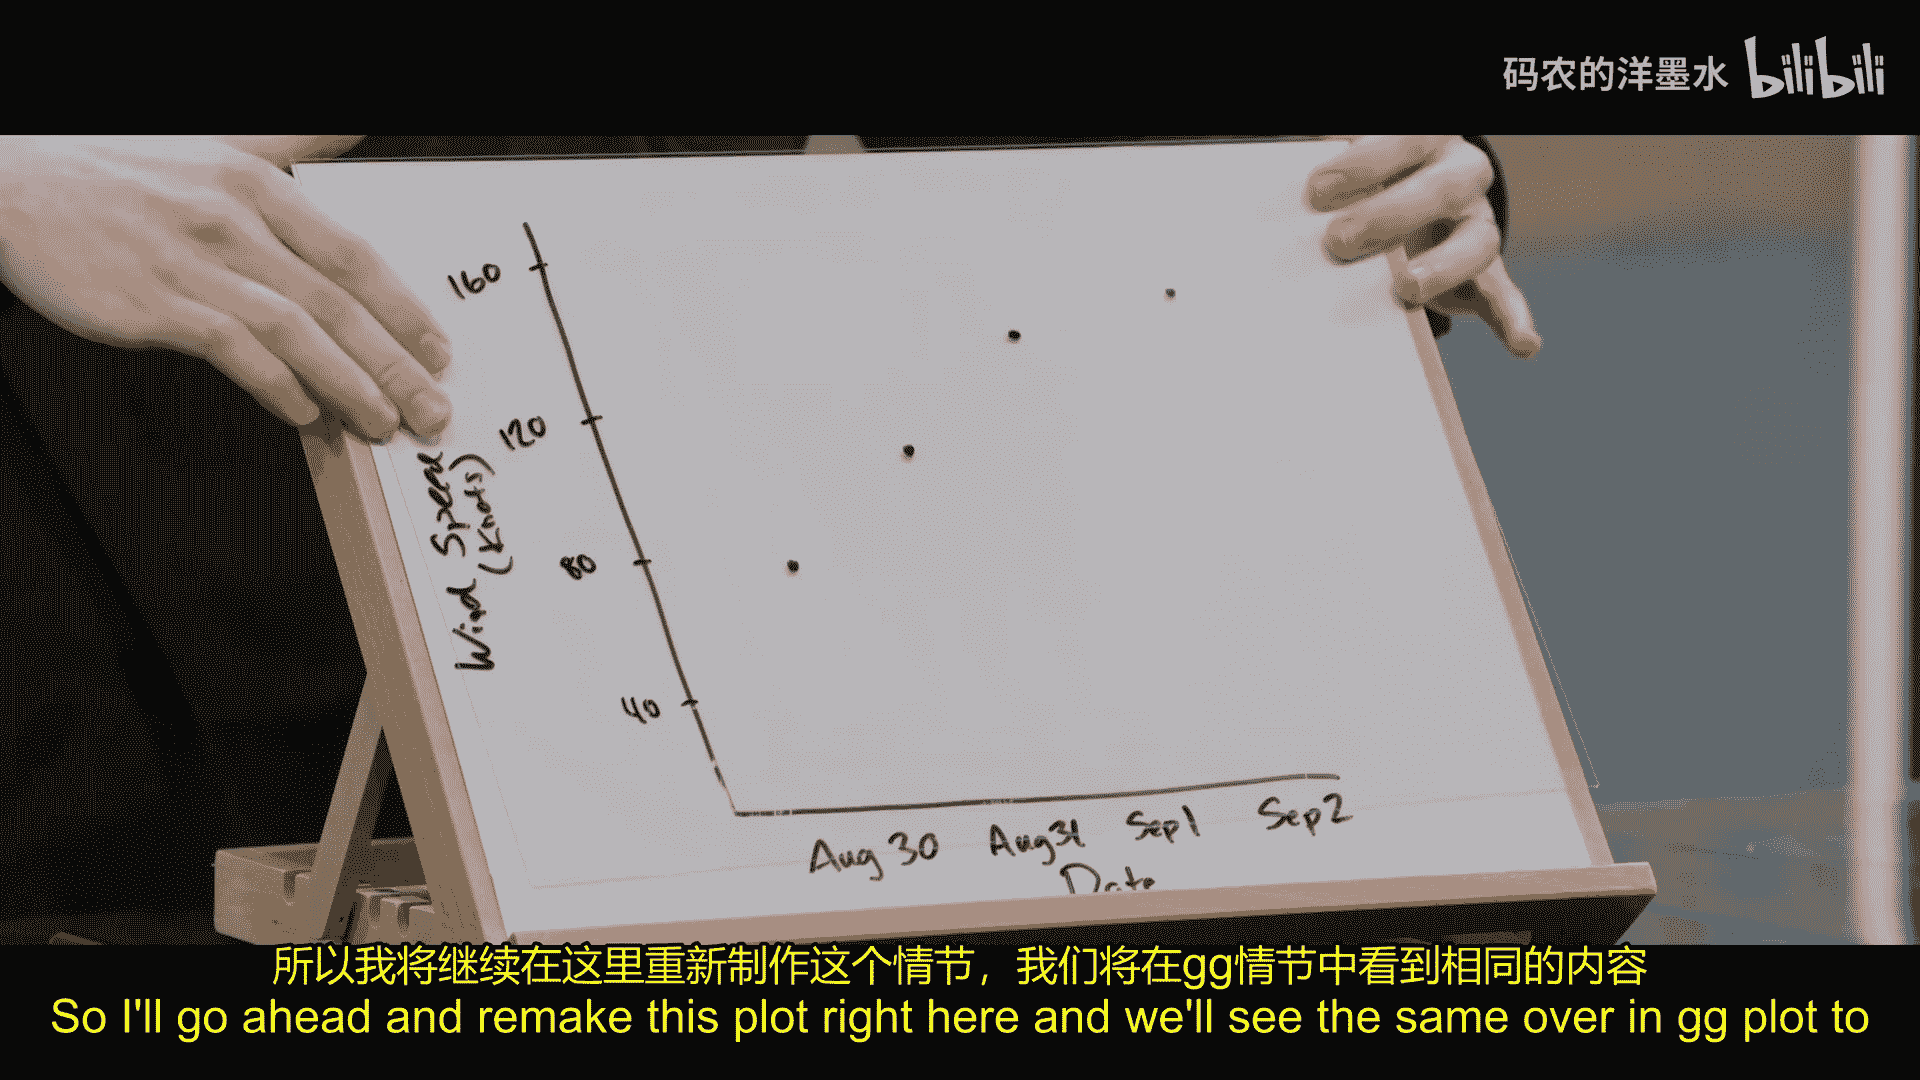 码农的洋墨水 bilibili
160
120
80
40
Wind Speed
(Knots)
Aug 30 Aug 31 Sep 1 Sep 2
Date
所以我将继续在这里重新制作这个情节，我们将在gg情节中看到相同的内容
So I'll go ahead and remake this plot right here and we'll see the same over in gg plot to